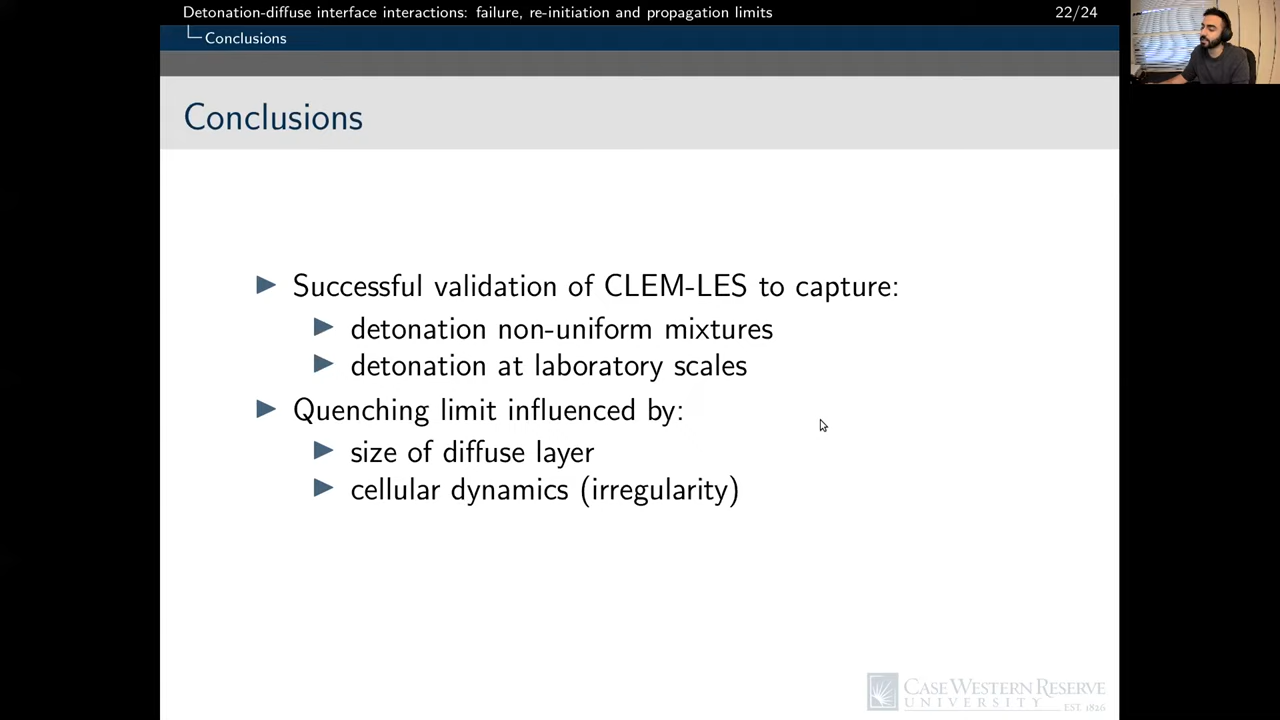 Detonation-diffuse interface interactions: failure, re-initiation and propagation limits 22/24
Conclusions
Conclusions
Successful validation of CLEM-LES to capture:
detonation non-uniform mixtures
detonation at laboratory scales
Quenching limit influenced by:
size of diffuse layer
cellular dynamics (irregularity)
CASE WESTERN RESERVE
UNIVERSITY EST. 1826